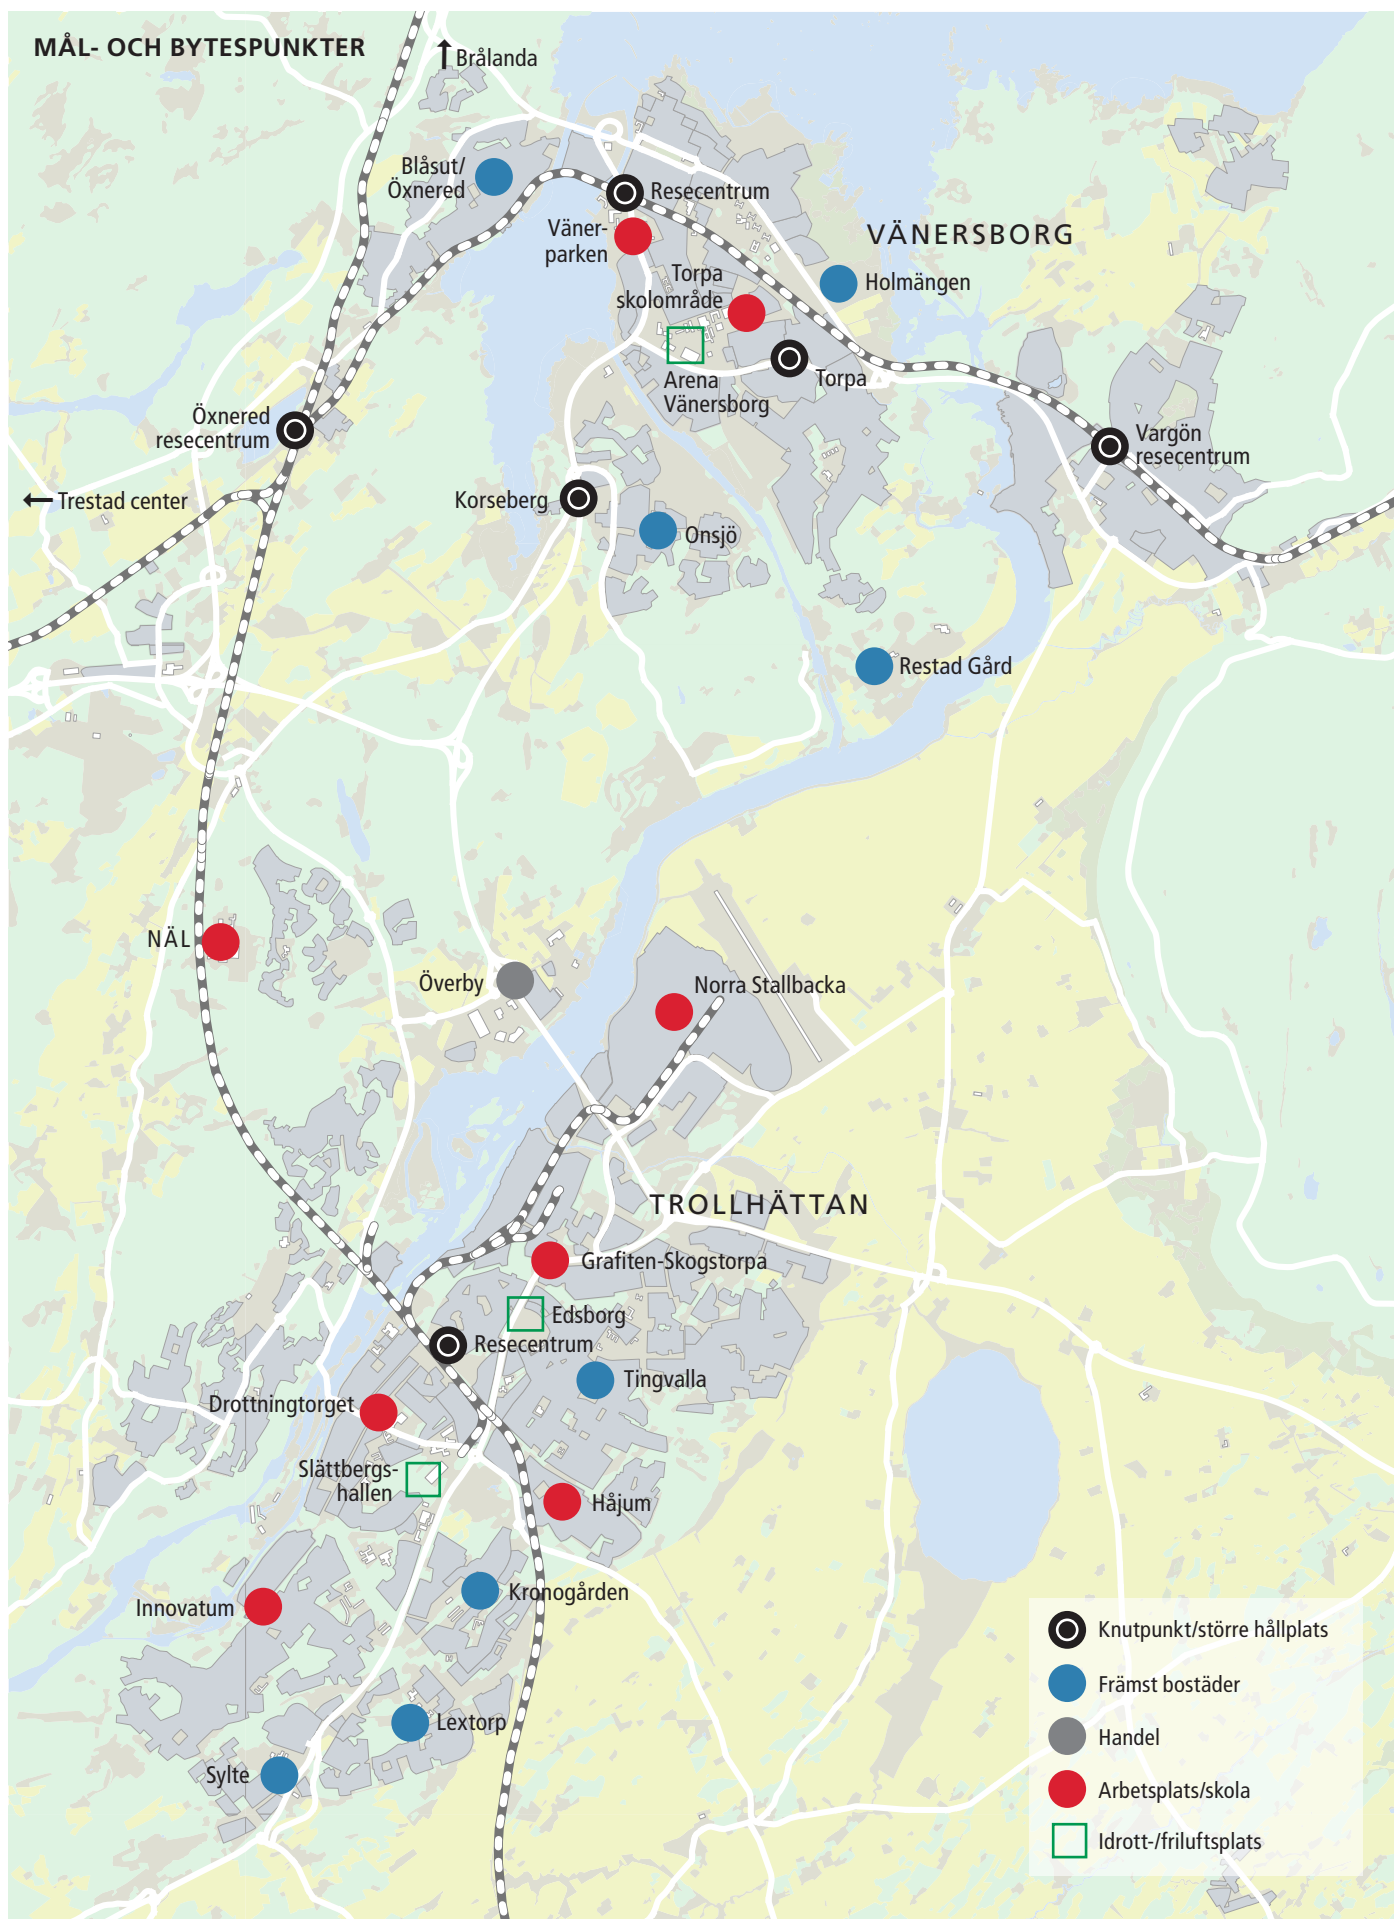 MÅL- OCH BYTESPUNKTER
Brålanda
Blåsut/
Öxnered
Resecentrum
Väner-
parken
VÄNERSBORG
Torpa
skolområde
Holmängen
Arena
Vänersborg
Torpa
Öxnered
resecentrum
Vargön
resecentrum
Trestad center
Korseberg
Onsjö
Restad Gård
NÄL
Överby
Norra Stallbacka
TROLLHÄTTAN
Grafiten-Skogstorpa
Edsborg
Resecentrum
Tingvalla
Drottningtorget
Slättbergs-
hallen
Håjum
Innovatum
Kronogården
Lextorp
Sylte
Knutpunkt/större hållplats
Främst bostäder
Handel
Arbetsplats/skola
Idrott-/friluftsplats